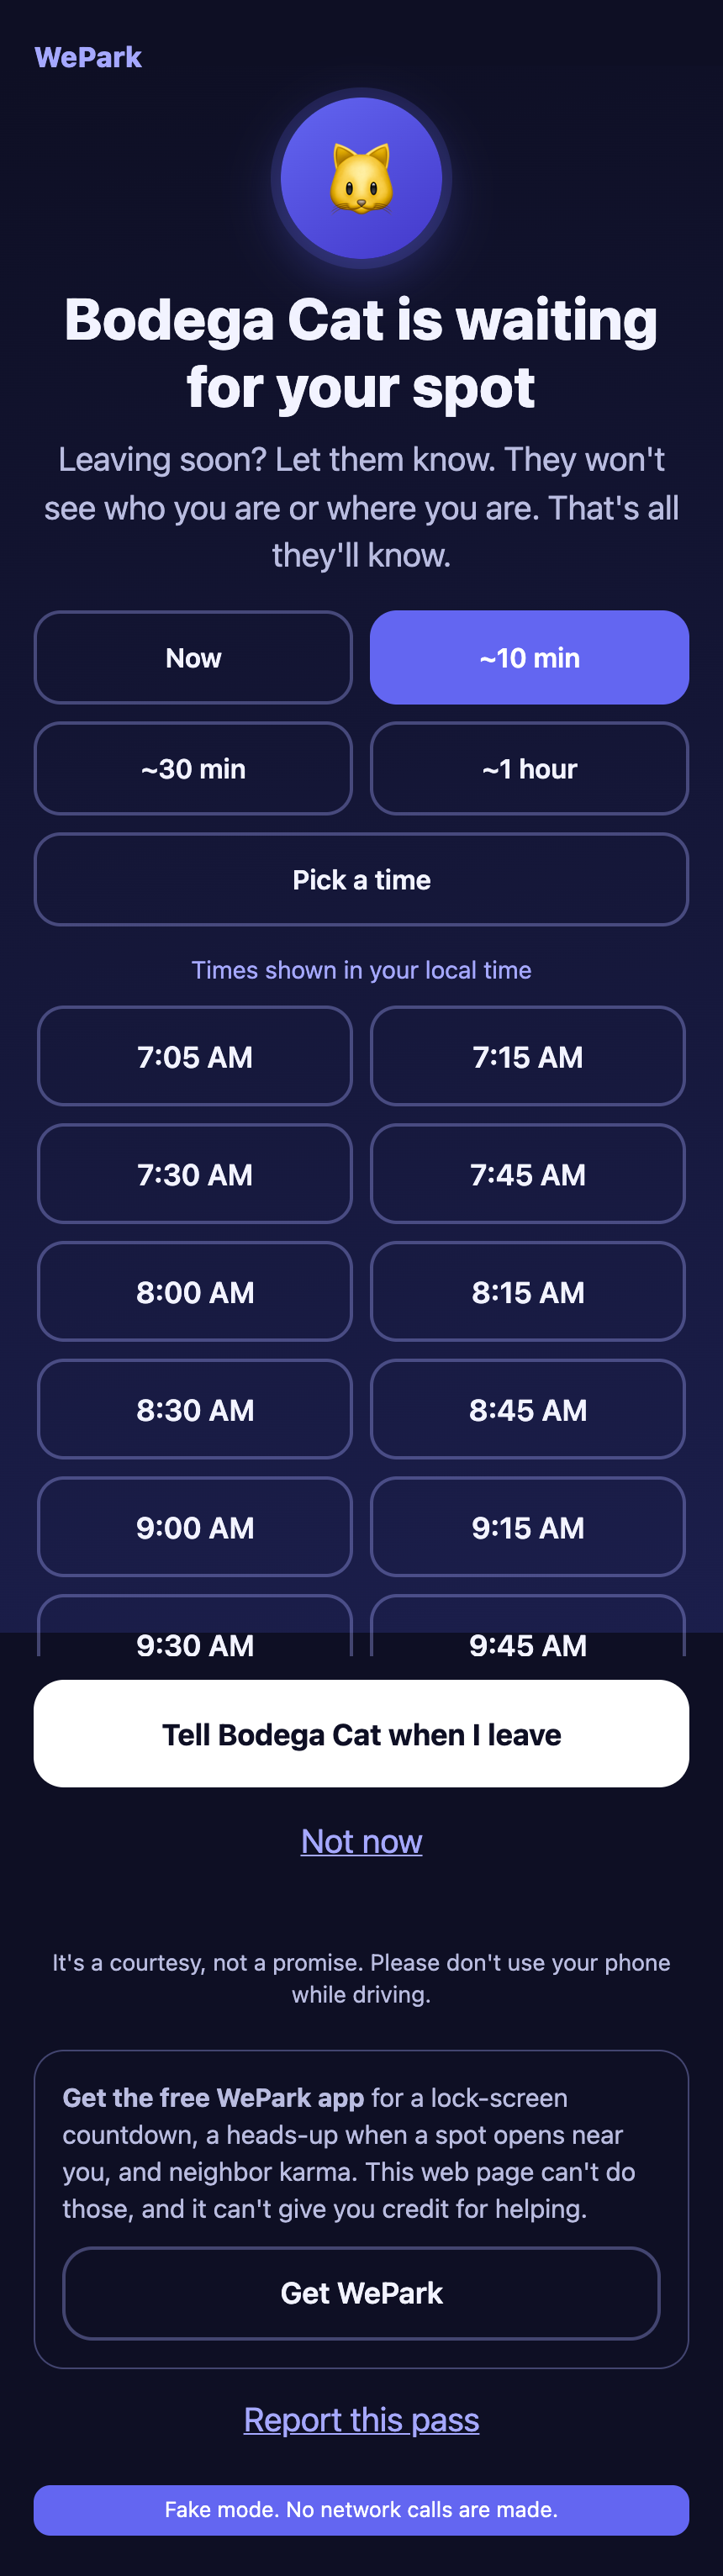 WePark
Bodega Cat is waiting
for your spot
Leaving soon? Let them know. They won't
see who you are or where you are. That's all
they'll know.
Now
~10 min
~30 min
~1 hour
Pick a time
Times shown in your local time
7:05 AM
7:15 AM
7:30 AM
7:45 AM
8:00 AM
8:15 AM
8:30 AM
8:45 AM
9:00 AM
9:15 AM
9:30 AM
9:45 AM
Tell Bodega Cat when I leave
Not now
It's a courtesy, not a promise. Please don't use your phone
while driving.
Get the free WePark app for a lock-screen
countdown, a heads-up when a spot opens near
you, and neighbor karma. This web page can't do
those, and it can't give you credit for helping.
Get WePark
Report this pass
Fake mode. No network calls are made.